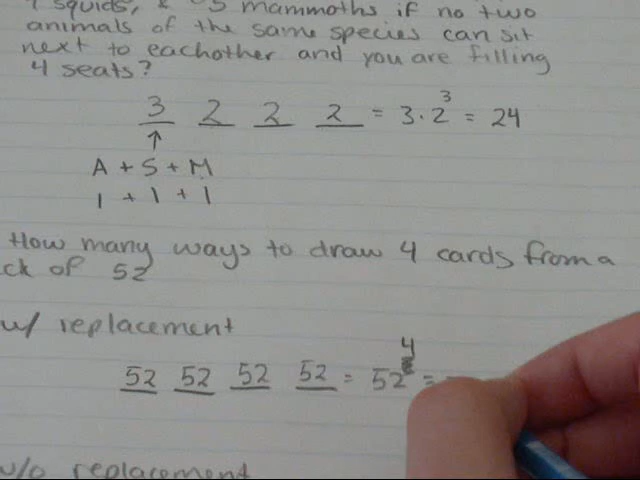 squids, & 5 mammoths if no two
animals of the same species can sit
next to eachother and you are filling
4 seats?
3 2 2 2 = 3·2³ = 24
↑
A + S + M
1 + 1 + 1
How many ways to draw 4 cards from a
ck of 52
w/ replacement
52 52 52 52 = 52⁴ =
w/o replacement